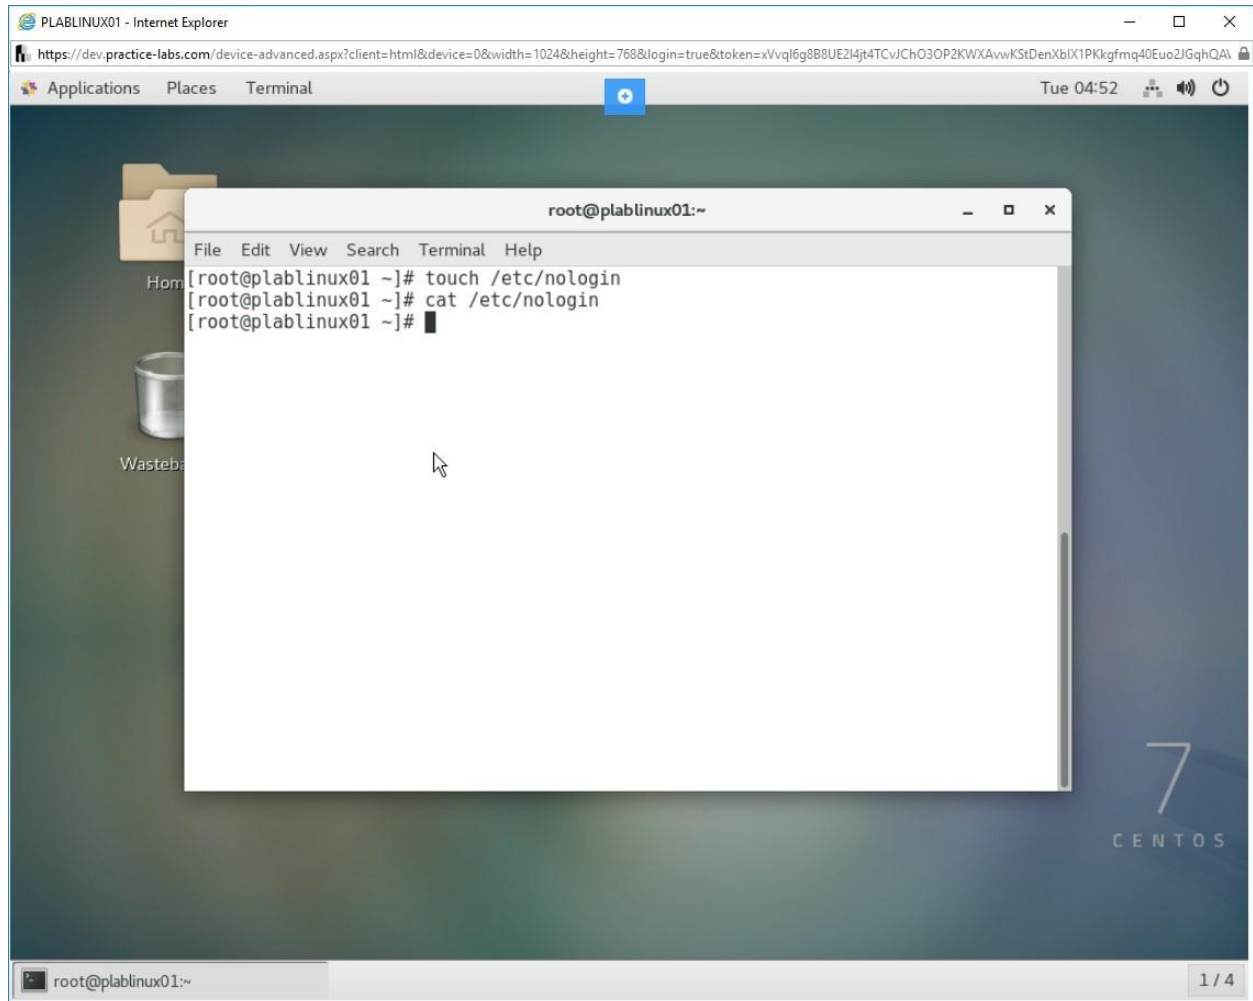 PLABLINUX01 - Internet Explorer
https://dev.practice-labs.com/device-advanced.aspx?client=html&device=0&width=1024&height=768&login=true&token=
Applications Places Terminal Tue 04:52
root@plablinux01:~
File Edit View Search Terminal Help
[root@plablinux01 ~]# touch /etc/nologin
Hom
[root@plablinux01 ~]# cat /etc/nologin
[root@plablinux01 ~]#
Wasteba
7
CENTOS
root@plablinux01:~ 1 / 4